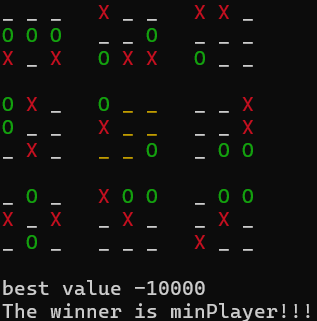 _ _ _  X _ _  X X _
O O O  _ _ O  _ _ _
X _ X  O X X  O _ _
O X _  O _ _  _ _ X
O _ _  X _ _  _ _ X
_ X _  _ _ O  _ O O
_ O _  X O O  _ O O
X _ X  _ X _  _ X _
_ O _  _ _ _  X _ _
best value -10000
The winner is minPlayer!!!